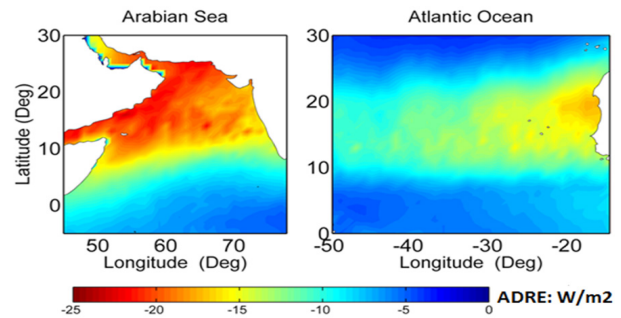 Arabian Sea
Atlantic Ocean
30
20
10
0
Latitude (Deg)
50 60 70
Longitude (Deg)
30
20
10
0
-50 -40 -30 -20
Longitude (Deg)
-25 -20 -15 -10 -5 0 ADRE: W/m2